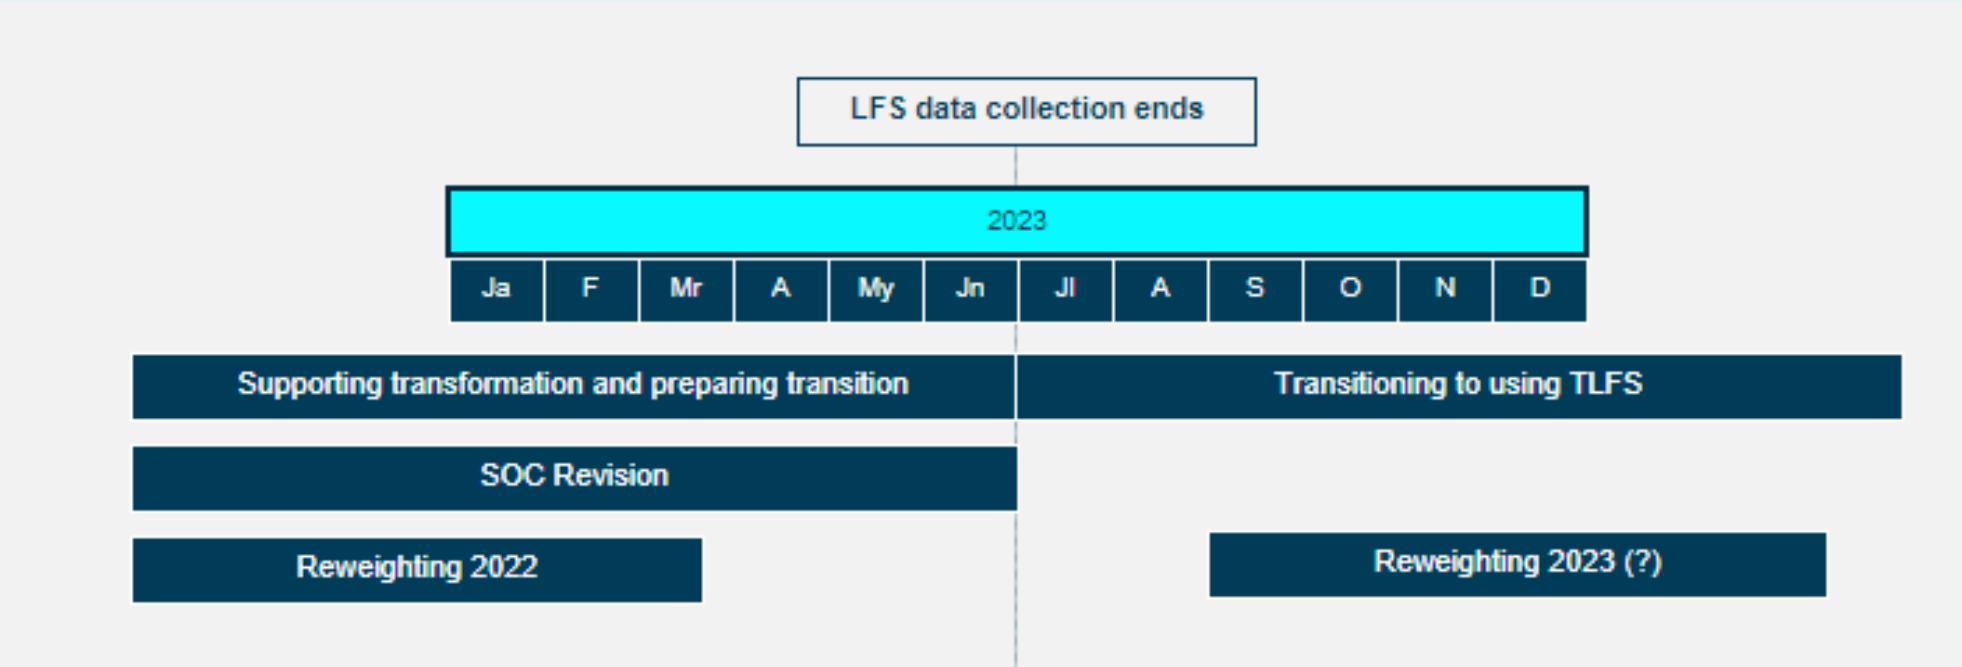 LFS data collection ends
2023
Ja F Mr A My Jn Jl A S O N D
Supporting transformation and preparing transition
Transitioning to using TLFS
SOC Revision
Reweighting 2022
Reweighting 2023 (?)